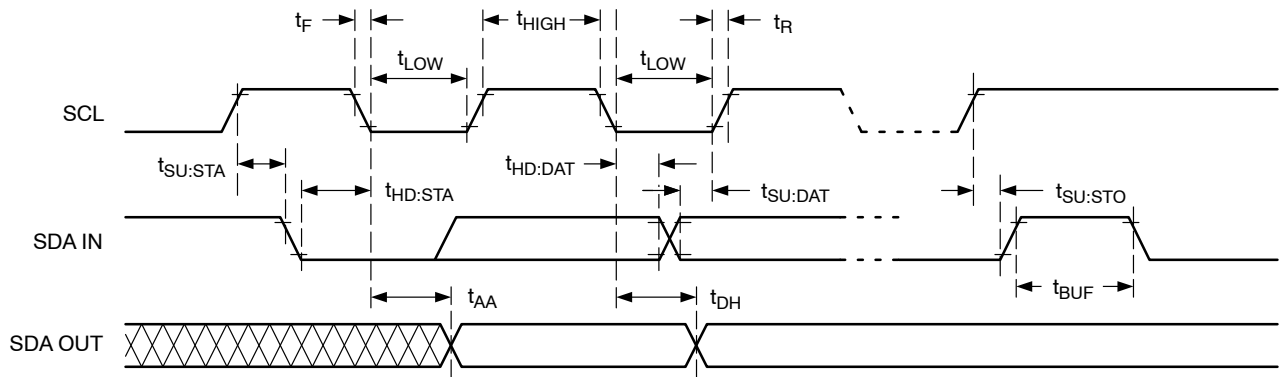 tF
tHIGH
tR
tLOW
tLOW
SCL
tSU:STA
tHD:STA
tHD:DAT
tSU:DAT
tSU:STO
SDA IN
tBUF
tAA
tDH
SDA OUT